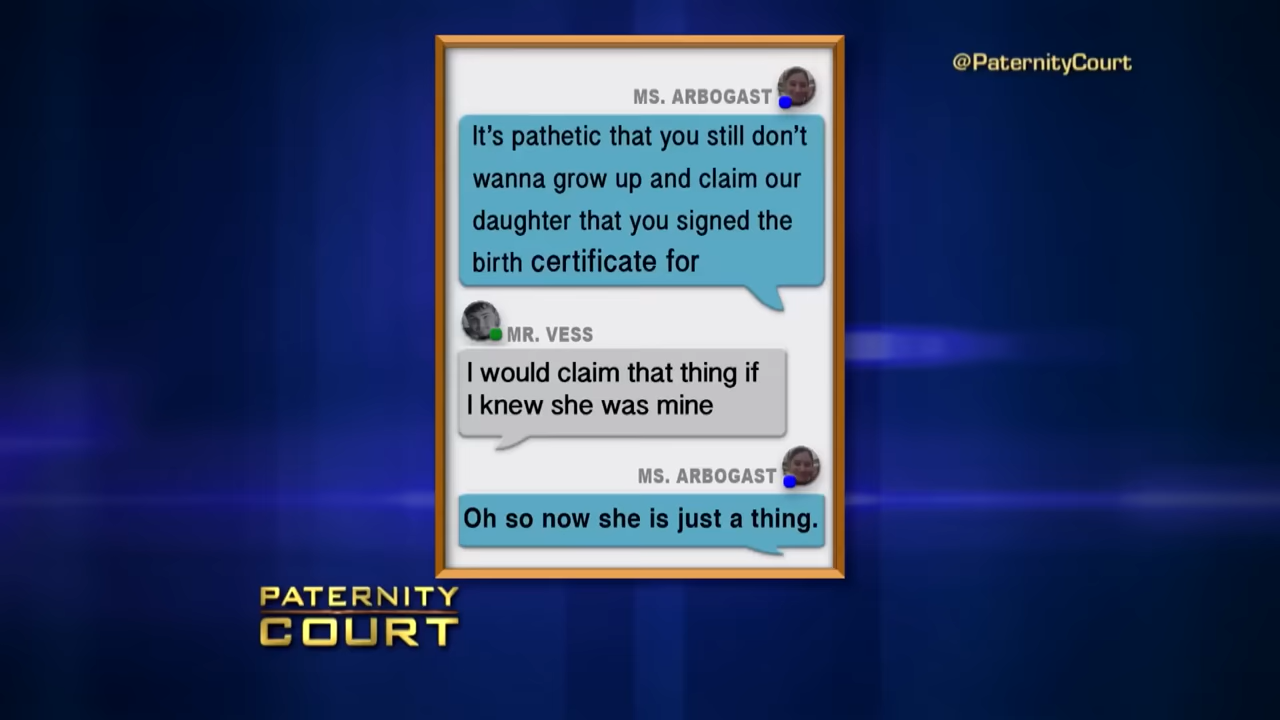 @PaternityCourt
MS. ARBOGAST
It's pathetic that you still don't
wanna grow up and claim our
daughter that you signed the
birth certificate for
MR. VESS
I would claim that thing if
I knew she was mine
MS. ARBOGAST
Oh so now she is just a thing.
PATERNITY
COURT